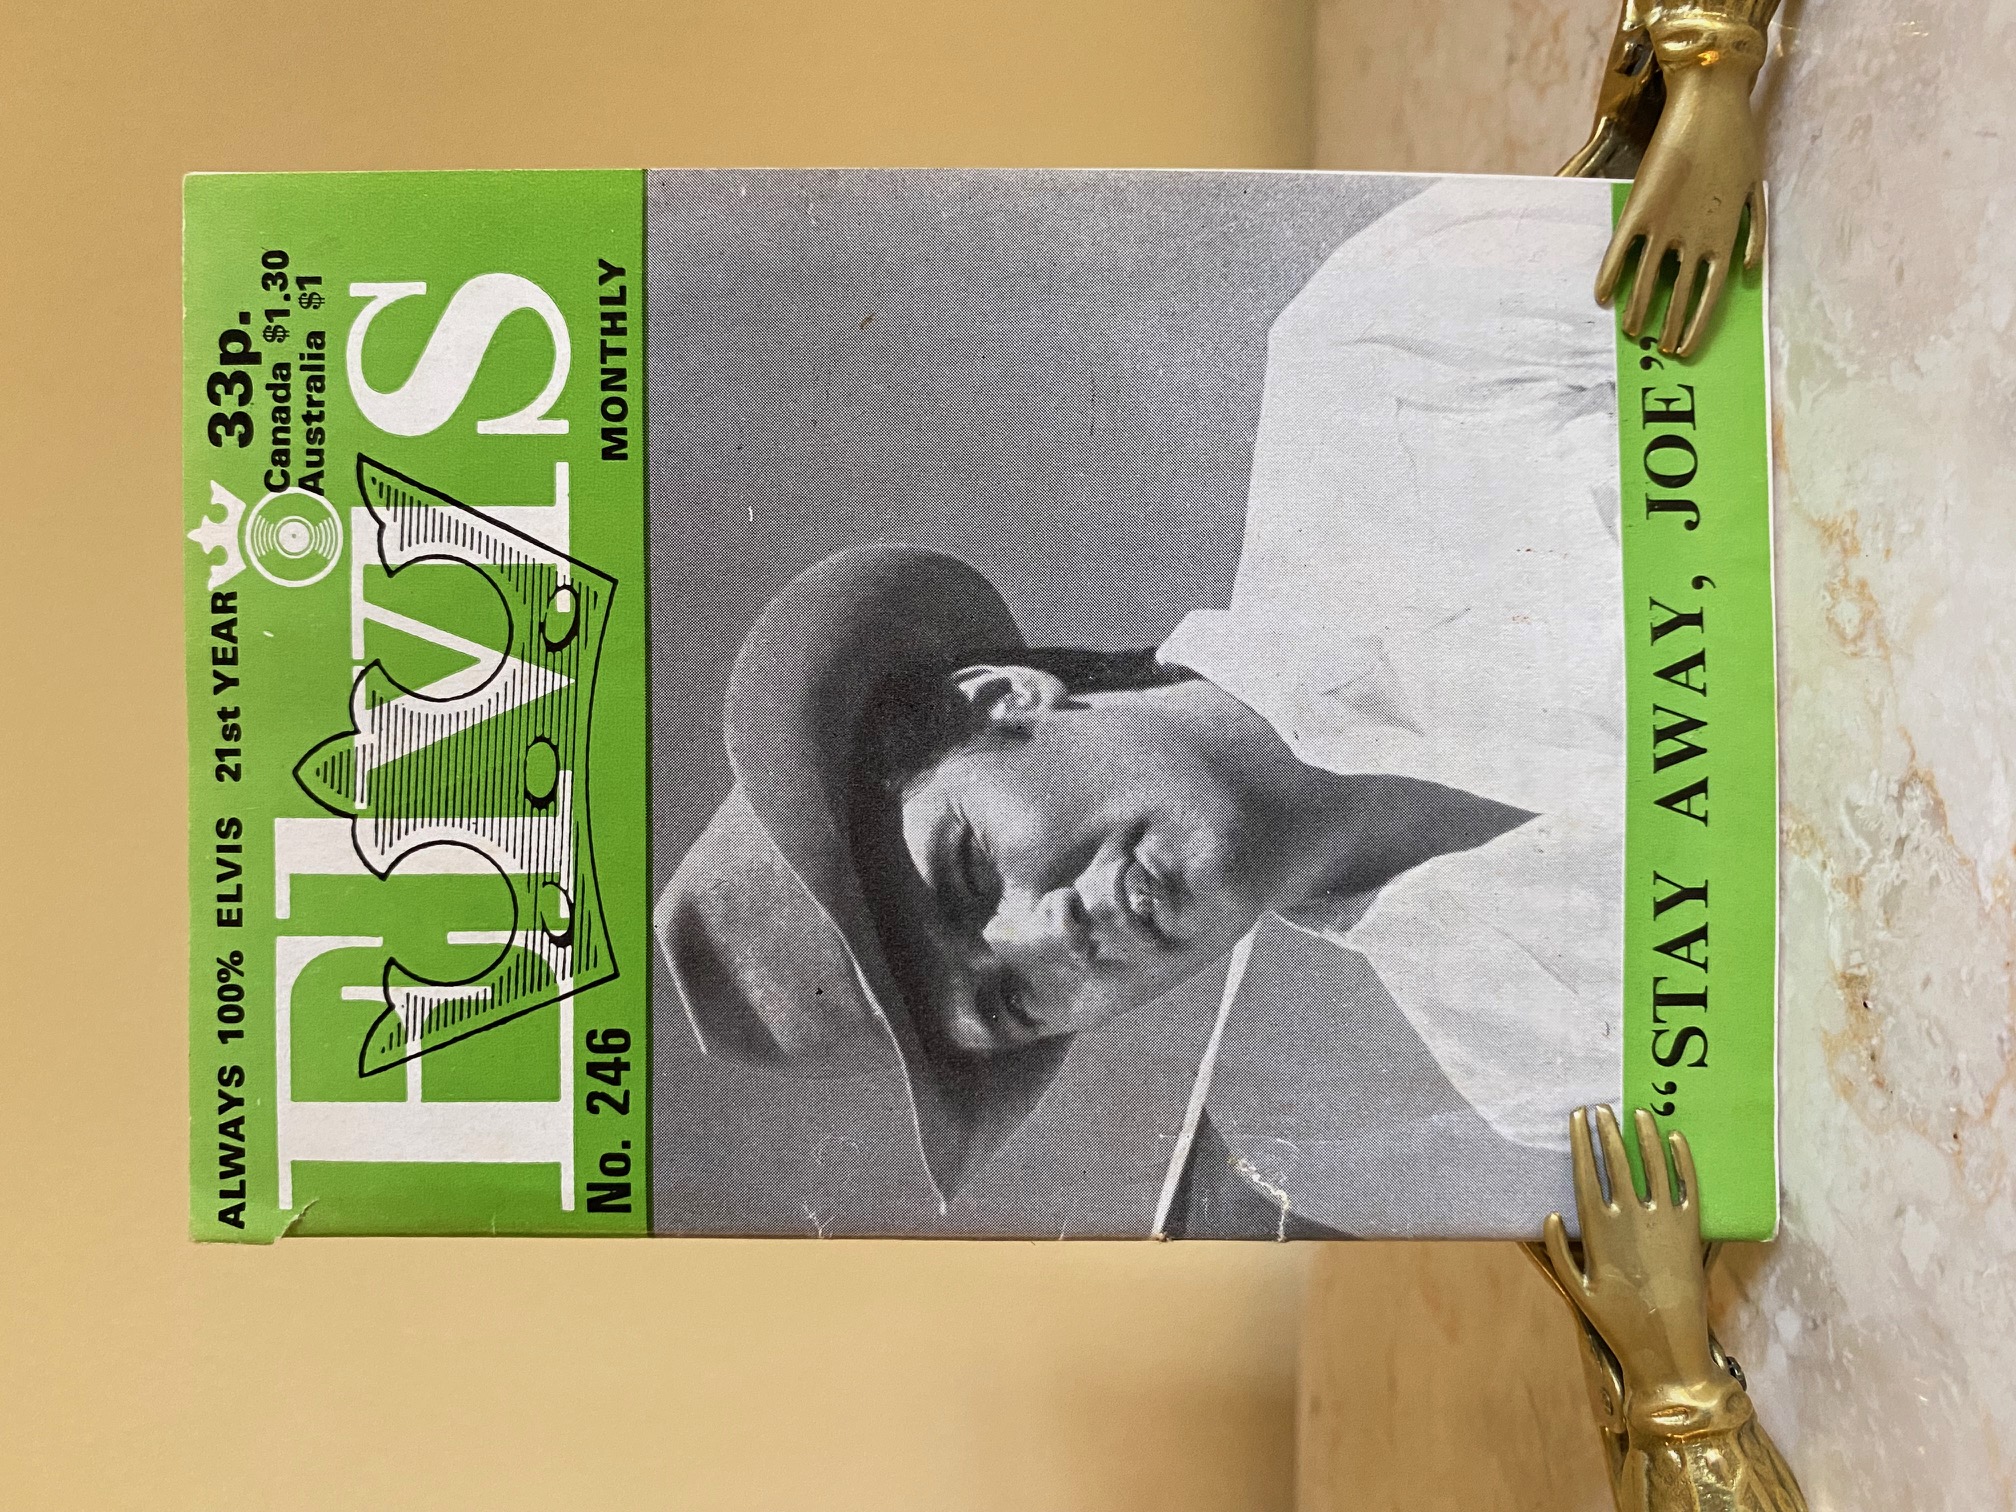 ALWAYS 100% ELVIS 21st YEAR 33p.
Canada $1.30
Australia $1
ELVIS
No. 246 MONTHLY
“STAY AWAY, JOE”